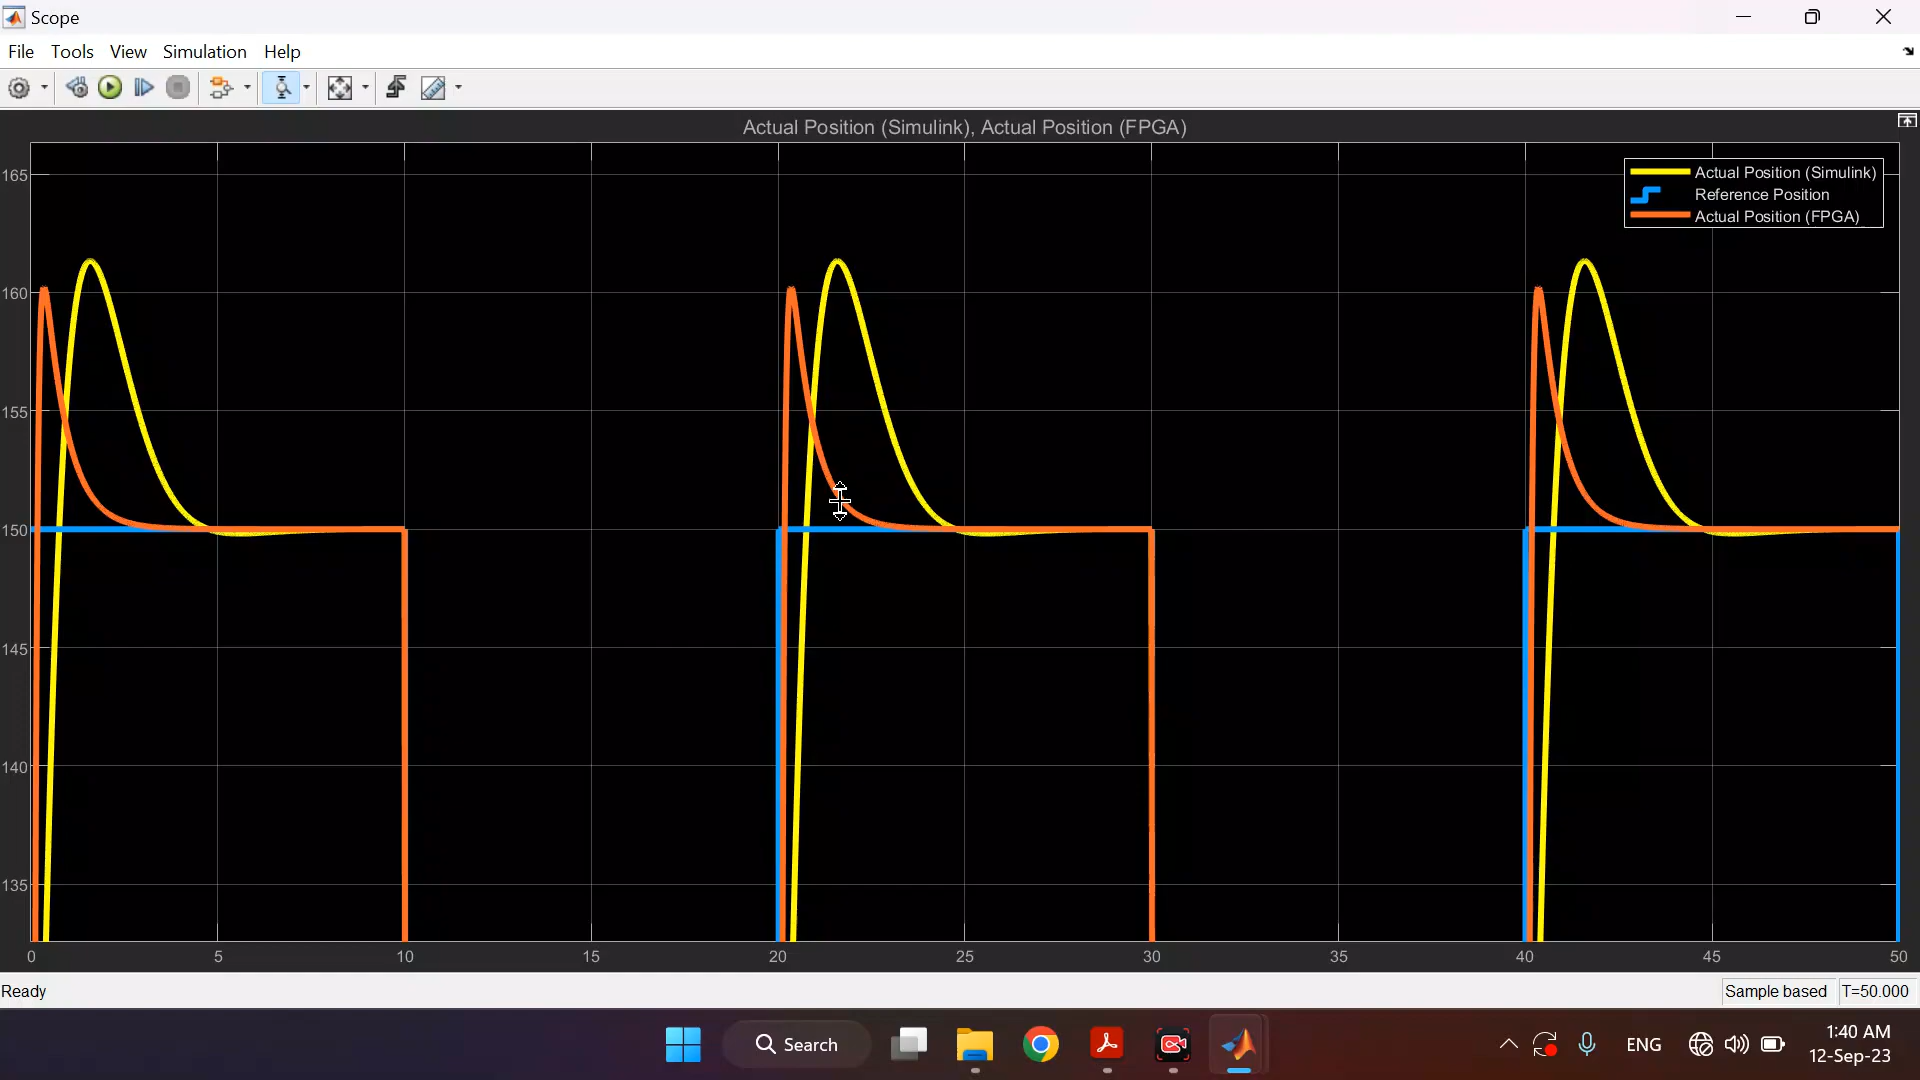 Scope
File Tools View Simulation Help
Actual Position (Simulink), Actual Position (FPGA)
Actual Position (Simulink)
Reference Position
Actual Position (FPGA)
165
160
155
150
145
140
135
0 5 10 15 20 25 30 35 40 45 50
Ready Sample based T=50.000
Search ENG 1:40 AM
12-Sep-23